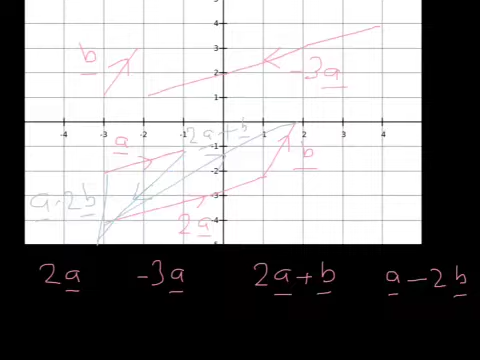 5
4
b
3
2
-3a
1
-4 -3 -2 -1 1 2 3 4
2a+b
a
-1
b
-2
a-2b
-3
2a
-4
5
2a -3a 2a+b a-2b